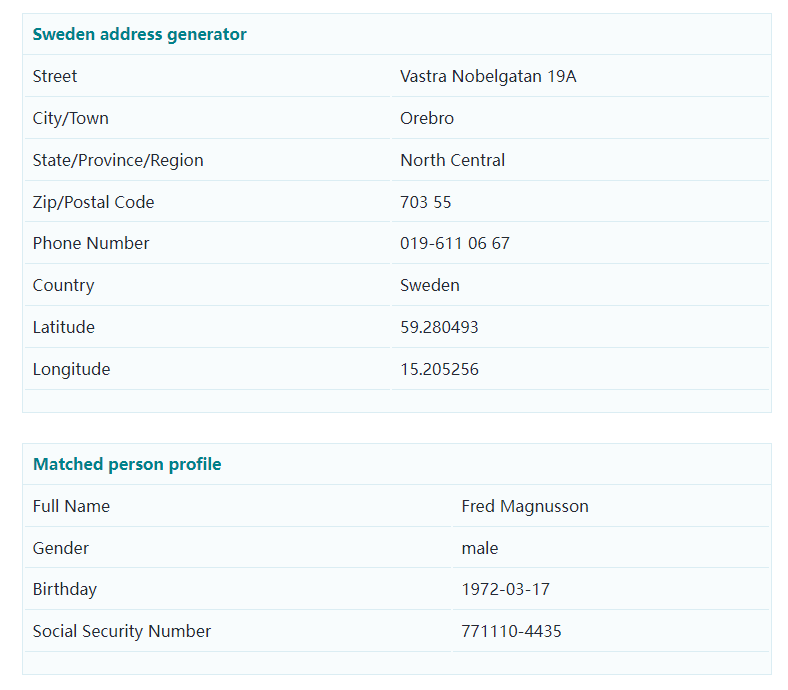 Sweden address generator
Street Vastra Nobelgatan 19A
City/Town Orebro
State/Province/Region North Central
Zip/Postal Code 703 55
Phone Number 019-611 06 67
Country Sweden
Latitude 59.280493
Longitude 15.205256
Matched person profile
Full Name Fred Magnusson
Gender male
Birthday 1972-03-17
Social Security Number 771110-4435